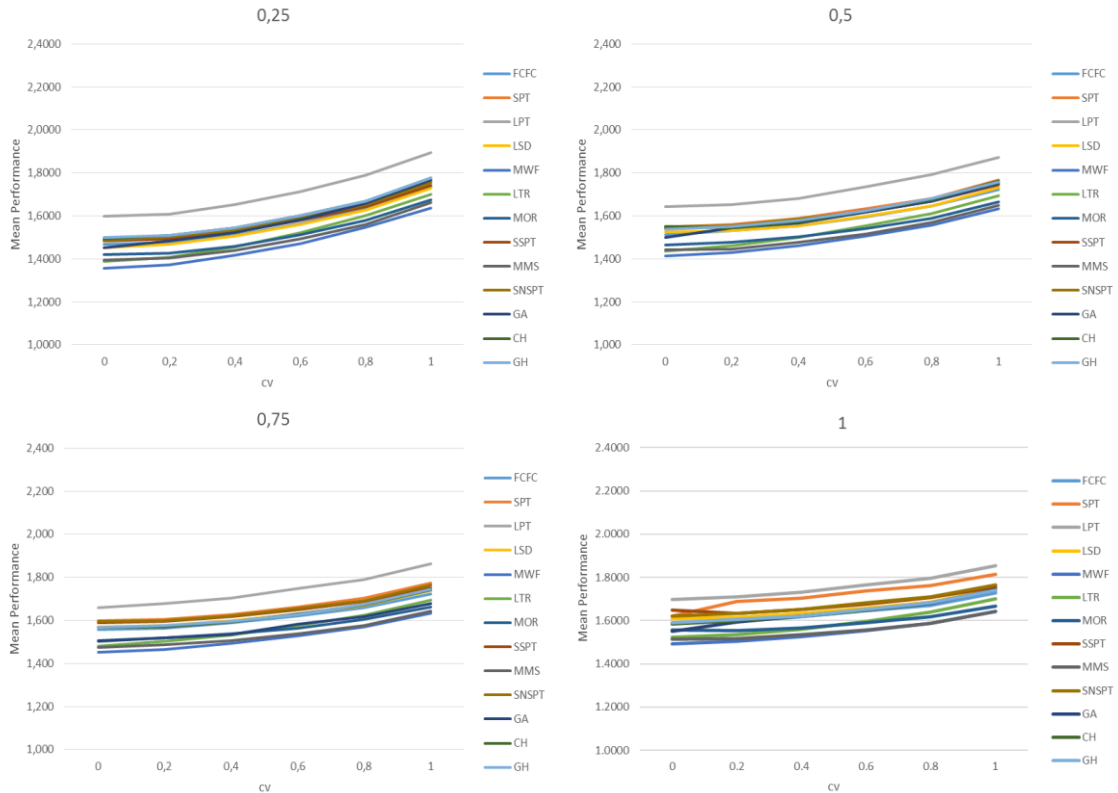 0,25
Mean Performance
2,4000
2,2000
2,0000
1,8000
1,6000
1,4000
1,2000
1,0000
0 0,2 0,4 0,6 0,8 1
cv
FCFC
SPT
LPT
LSD
MWF
LTR
MOR
SSPT
MMS
SNSPT
GA
CH
GH
0,5
Mean Performance
2,400
2,200
2,000
1,800
1,600
1,400
1,200
1,000
0 0,2 0,4 0,6 0,8 1
cv
FCFC
SPT
LPT
LSD
MWF
LTR
MOR
SSPT
MMS
SNSPT
GA
CH
GH
0,75
Mean Performance
2,400
2,200
2,000
1,800
1,600
1,400
1,200
1,000
0 0,2 0,4 0,6 0,8 1
cv
FCFC
SPT
LPT
LSD
MWF
LTR
MOR
SSPT
MMS
SNSPT
GA
CH
GH
1
Mean Performance
2.4000
2.2000
2.0000
1.8000
1.6000
1.4000
1.2000
1.0000
0 0.2 0.4 0.6 0.8 1
cv
FCFC
SPT
LPT
LSD
MWF
LTR
MOR
SSPT
MMS
SNSPT
GA
CH
GH